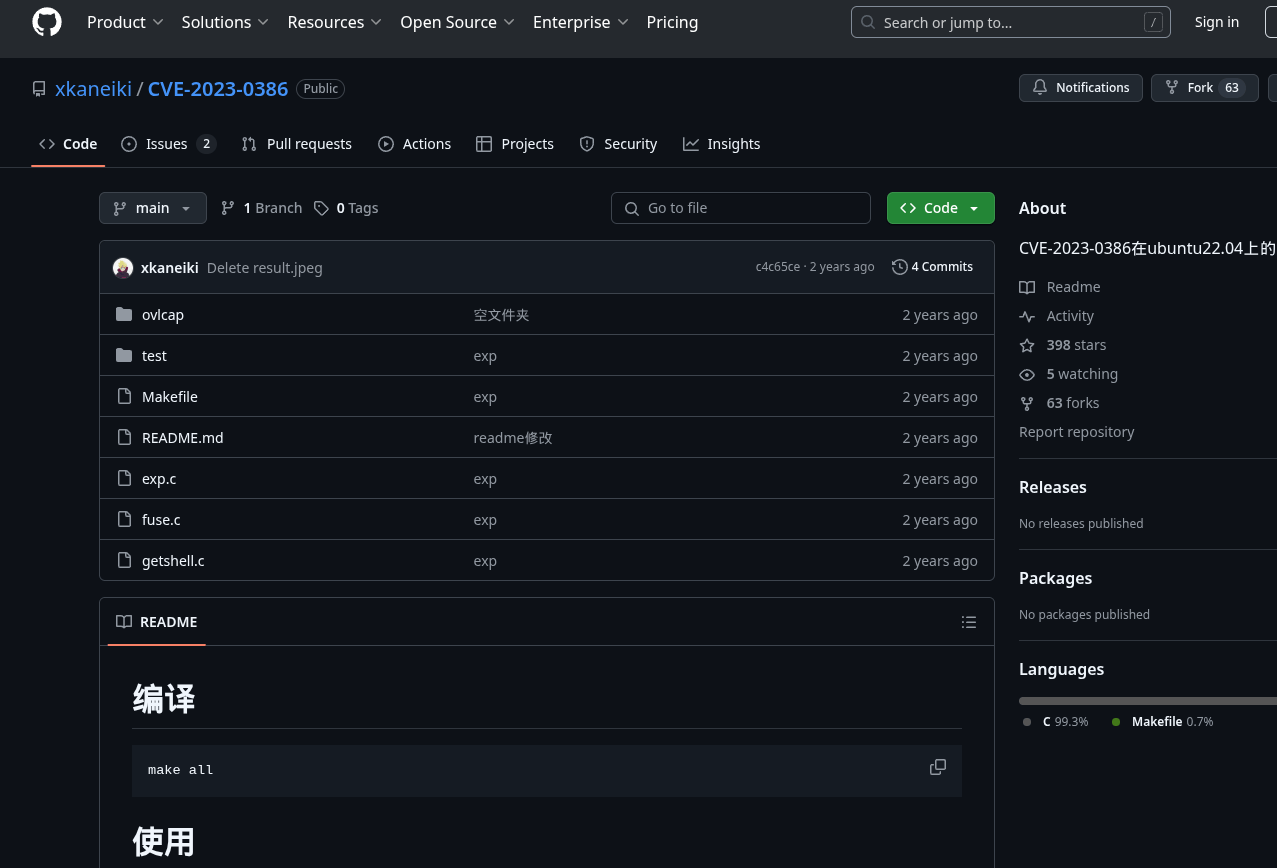 Product Solutions Resources Open Source Enterprise Pricing Search or jump to... / Sign in
xkaneiki / CVE-2023-0386 Public Notifications Fork 63
Code Issues 2 Pull requests Actions Projects Security Insights
main 1 Branch 0 Tags Go to file Code
xkaneiki Delete result.jpeg c4c65ce · 2 years ago 4 Commits
ovlcap 空文件夹 2 years ago
test exp 2 years ago
Makefile exp 2 years ago
README.md readme修改 2 years ago
exp.c exp 2 years ago
fuse.c exp 2 years ago
getshell.c exp 2 years ago
README
编译
make all
使用
About
CVE-2023-0386在ubuntu22.04上的
Readme
Activity
398 stars
5 watching
63 forks
Report repository
Releases
No releases published
Packages
No packages published
Languages
C 99.3% Makefile 0.7%